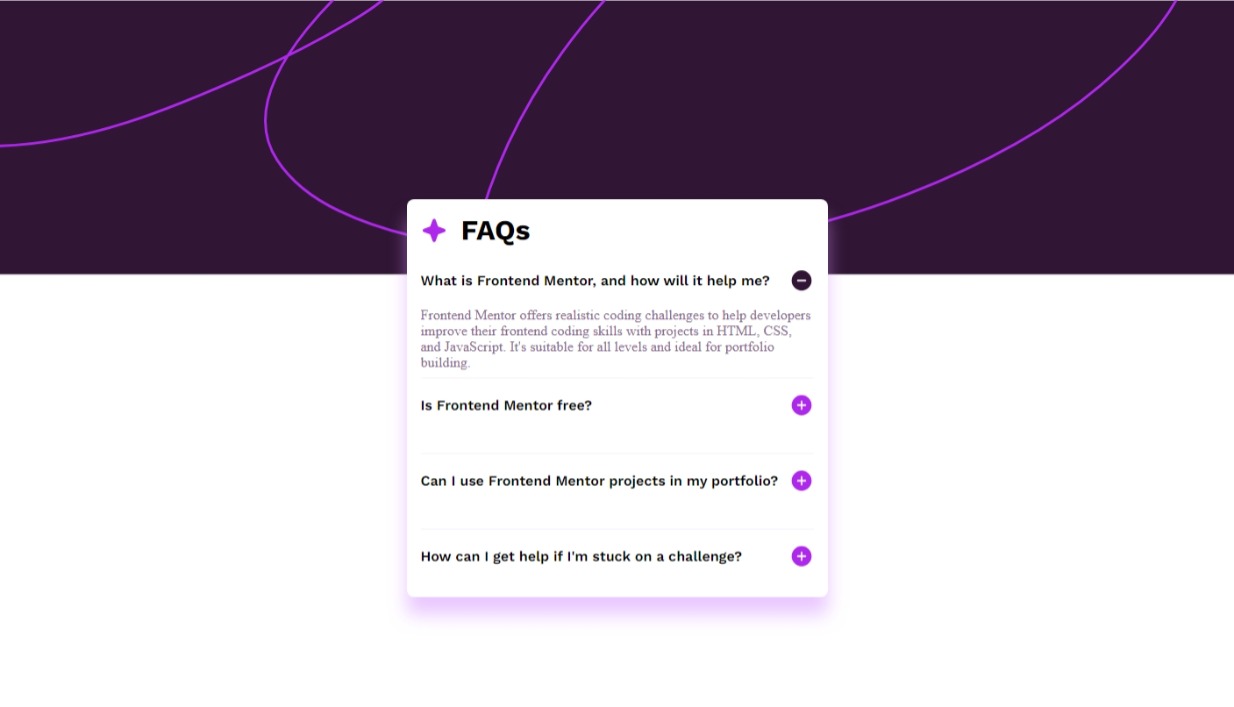 FAQs
What is Frontend Mentor, and how will it help me?
Frontend Mentor offers realistic coding challenges to help developers
improve their frontend coding skills with projects in HTML, CSS,
and JavaScript. It's suitable for all levels and ideal for portfolio
building.
Is Frontend Mentor free?
Can I use Frontend Mentor projects in my portfolio?
How can I get help if I'm stuck on a challenge?